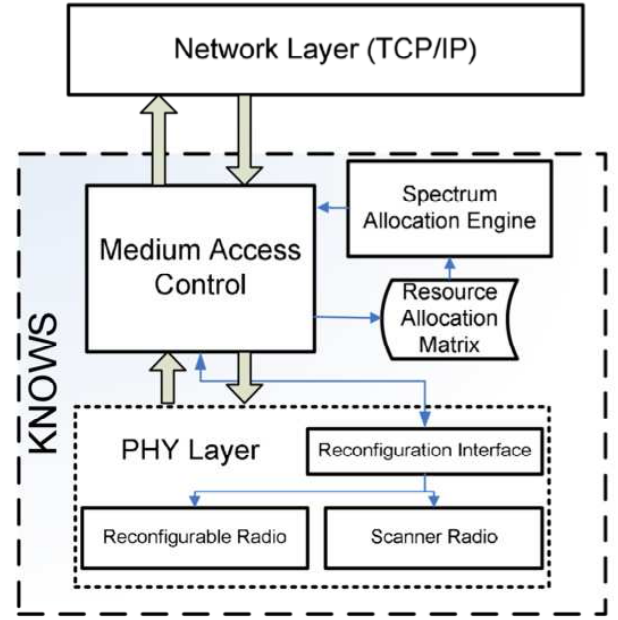 Network Layer (TCP/IP)
Spectrum
Allocation Engine
Medium Access
Control
Resource
Allocation
Matrix
KNOWS
PHY Layer
Reconfiguration Interface
Reconfigurable Radio
Scanner Radio